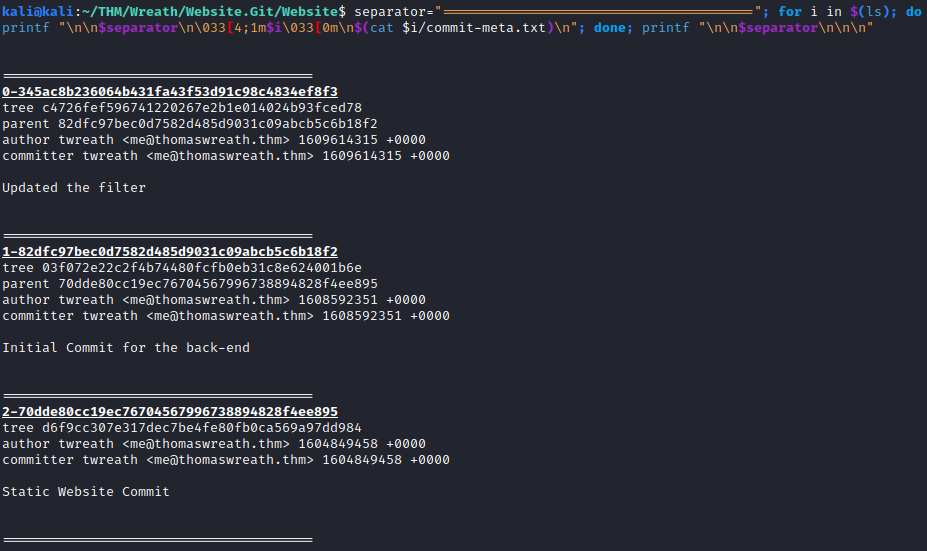 kali@kali:~/THM/Wreath/Website.Git/Website$ separator="======================================="; for i in $(ls); do
printf "\n\n$separator\n\033[4;1m$i\033[0m\n$(cat $i/commit-meta.txt)\n"; done; printf "\n\n$separator\n\n\n"
=======================================
0-345ac8b236064b431fa43f53d91c98c4834ef8f3
tree c4726fef596741220267e2b1e014024b93fced78
parent 82dfc97bec0d7582d485d9031c09abcb5c6b18f2
author twreath <me@thomaswreath.thm> 1609614315 +0000
committer twreath <me@thomaswreath.thm> 1609614315 +0000
Updated the filter
=======================================
1-82dfc97bec0d7582d485d9031c09abcb5c6b18f2
tree 03f072e22c2f4b74480fcfb0eb31c8e624001b6e
parent 70dde80cc19ec76704567996738894828f4ee895
author twreath <me@thomaswreath.thm> 1608592351 +0000
committer twreath <me@thomaswreath.thm> 1608592351 +0000
Initial Commit for the back-end
=======================================
2-70dde80cc19ec76704567996738894828f4ee895
tree d6f9cc307e317dec7be4fe80fb0ca569a97dd984
author twreath <me@thomaswreath.thm> 1604849458 +0000
committer twreath <me@thomaswreath.thm> 1604849458 +0000
Static Website Commit
=======================================